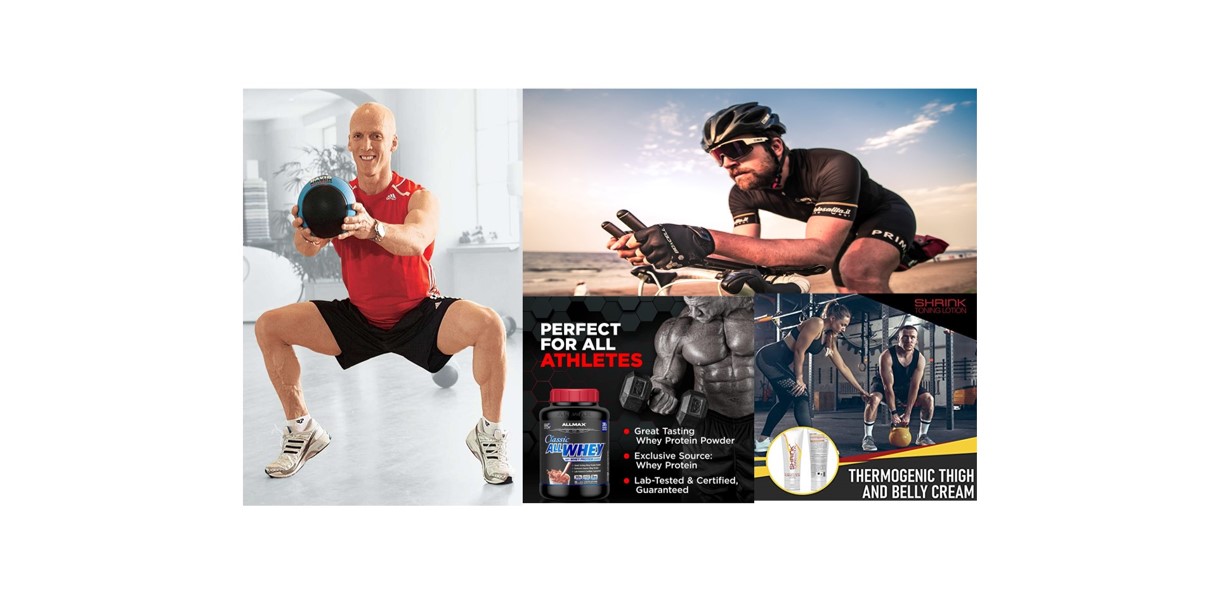 PERFECT
FOR ALL
ATHLETES
ALLMAX
Classic
ALLWHEY
Great Tasting
Whey Protein Powder
Exclusive Source:
Whey Protein
Lab-Tested & Certified,
Guaranteed
SHRINK
TONING LOTION
SHRINK
THERMOGENIC THIGH
AND BELLY CREAM